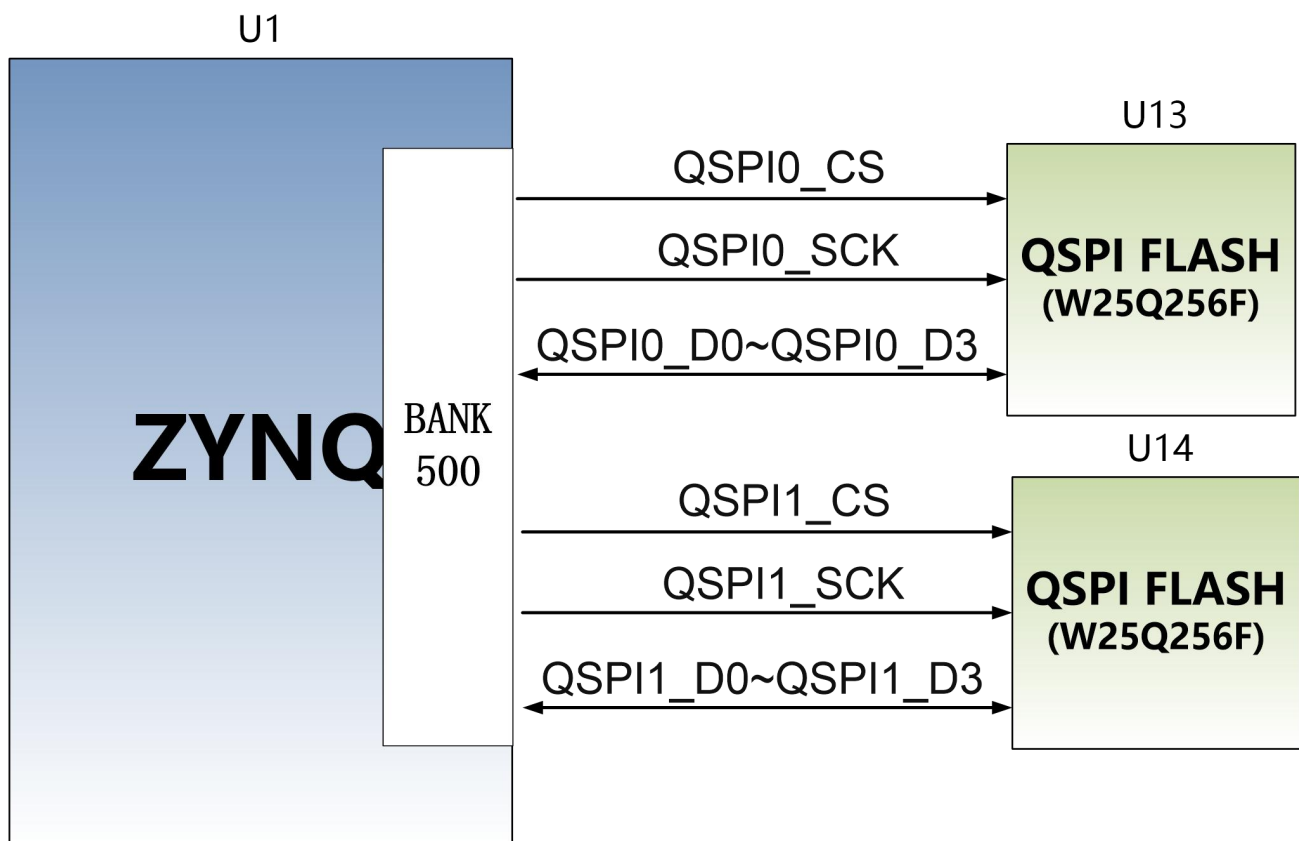 U1
ZYNQ
BANK
500
QSPI0_CS
QSPI0_SCK
QSPI0_D0~QSPI0_D3
U13
QSPI FLASH
(W25Q256F)
QSPI1_CS
QSPI1_SCK
QSPI1_D0~QSPI1_D3
U14
QSPI FLASH
(W25Q256F)